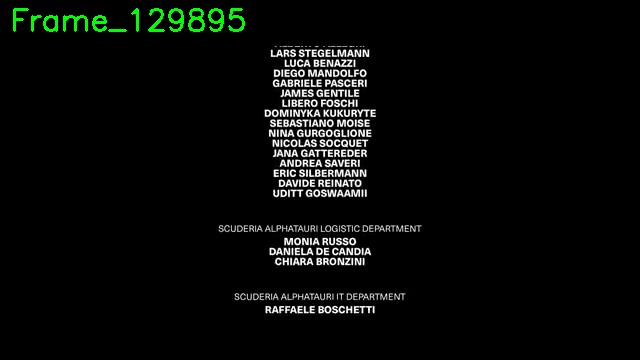 Frame_129895
LARS STEGELMANN
LUCA BENAZZI
DIEGO MANDOLFO
GABRIELE PASCERI
JAMES GENTILE
LIBERO FOSCHI
DOMINYKA KUKURYTE
SEBASTIANO MOISE
NINA GURGOGLIONE
NICOLAS SOCQUET
JANA GATTEREDER
ANDREA SAVERI
ERIC SILBERMANN
DAVIDE REINATO
UDITT GOSWAAMII
SCUDERIA ALPHATAURI LOGISTIC DEPARTMENT
MONIA RUSSO
DANIELA DE CANDIA
CHIARA BRONZINI
SCUDERIA ALPHATAURI IT DEPARTMENT
RAFFAELE BOSCHETTI